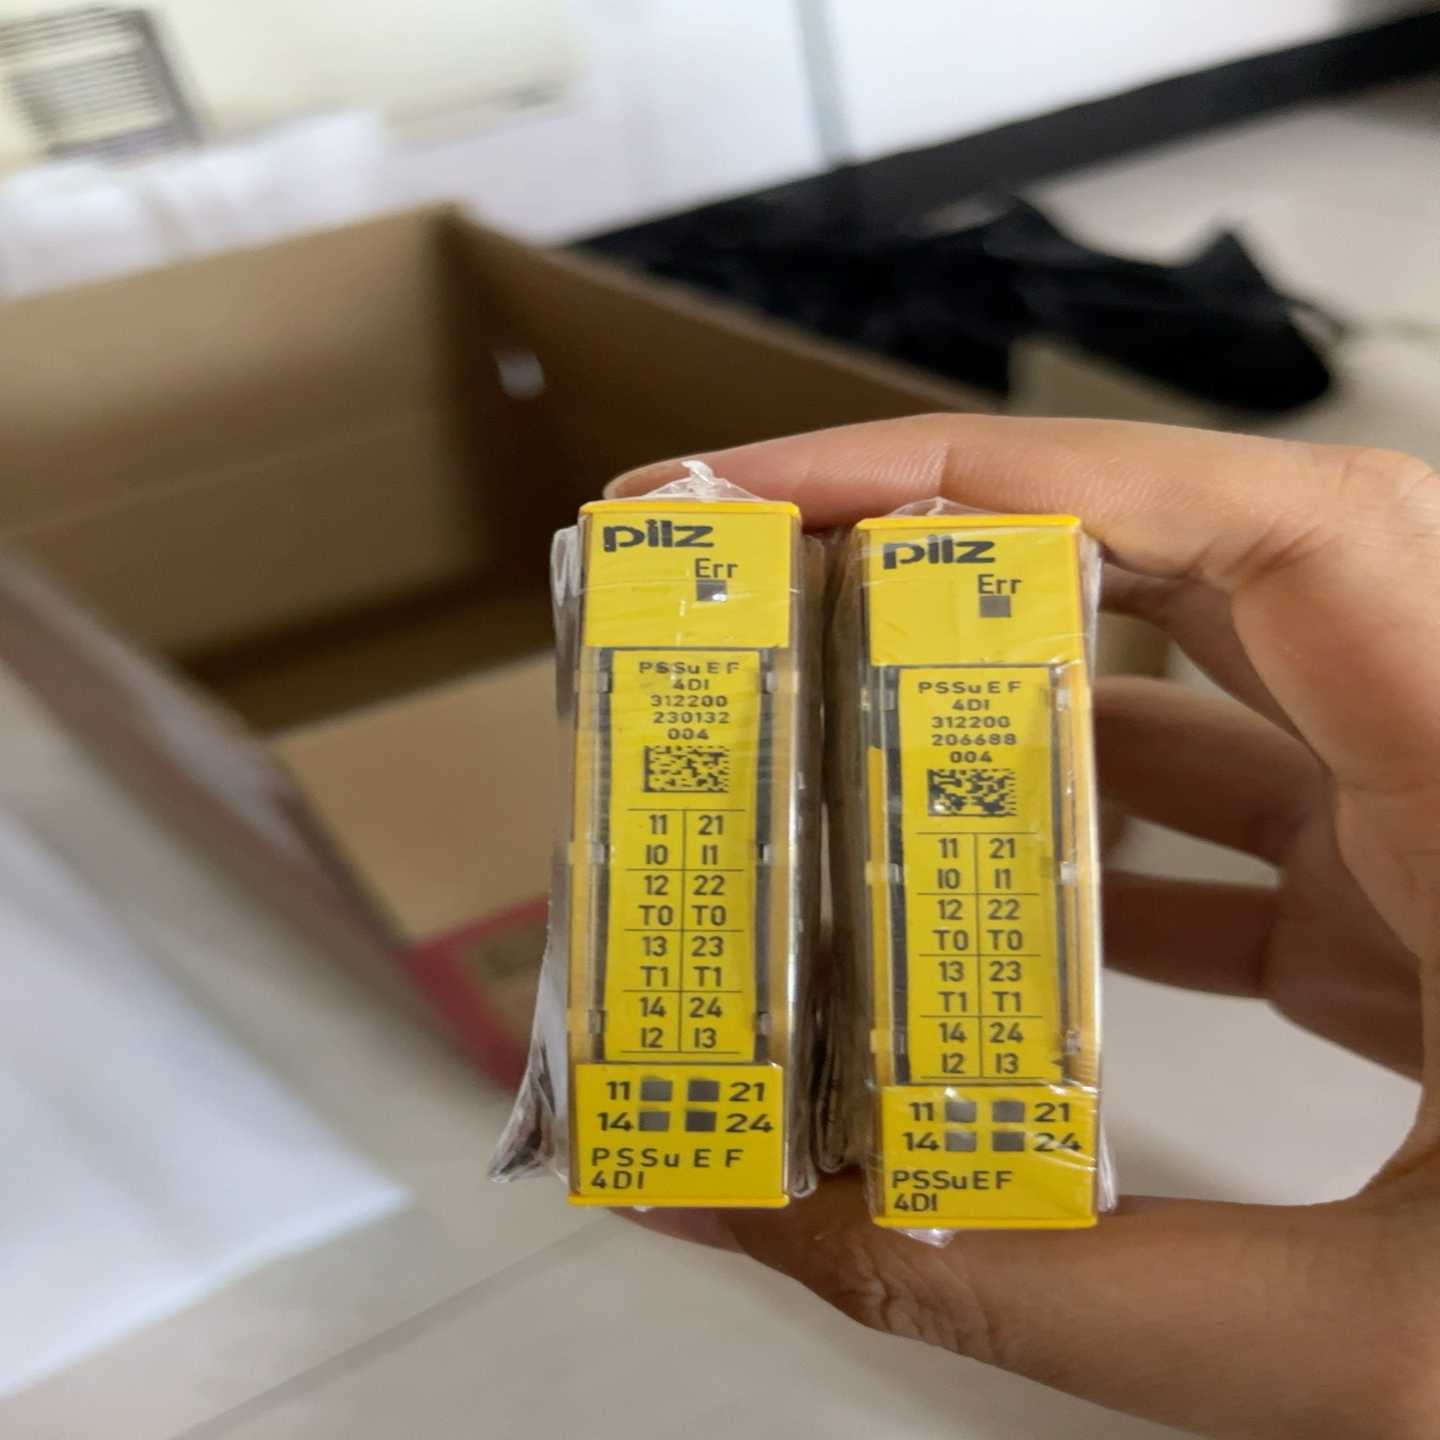 pilz
Err
PSSu E F
4DI
312200
230132
004
11 21
I0 I1
12 22
T0 T0
13 23
T1 T1
14 24
I2 I3
11 21
14 24
PSSu E F
4DI
pilz
Err
PSSu E F
4DI
312200
206688
004
11 21
I0 I1
12 22
T0 T0
13 23
T1 T1
14 24
I2 I3
11 21
14 24
PSSu E F
4DI